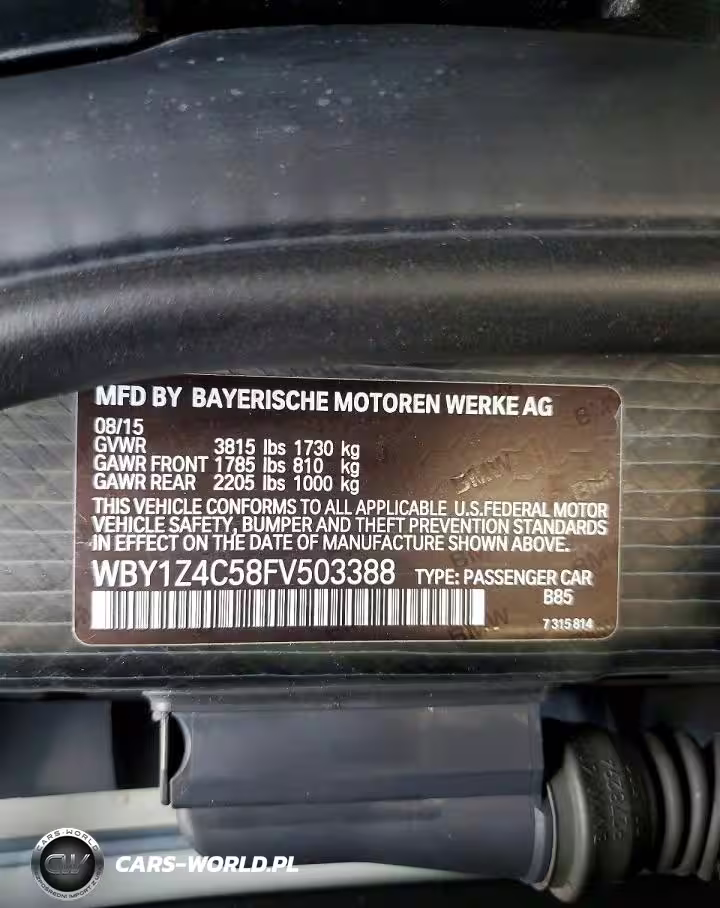 MFD BY BAYERISCHE MOTOREN WERKE AG
08/15
GVWR 3815 lbs 1730 kg
GAWR FRONT 1785 lbs 810 kg
GAWR REAR 2205 lbs 1000 kg
THIS VEHICLE CONFORMS TO ALL APPLICABLE U.S.FEDERAL MOTOR
VEHICLE SAFETY, BUMPER AND THEFT PREVENTION STANDARDS
IN EFFECT ON THE DATE OF MANUFACTURE SHOWN ABOVE.
WBY1Z4C58FV503388 TYPE: PASSENGER CAR
B85
7315814
CARS-WORLD
CW
CARS-WORLD.PL